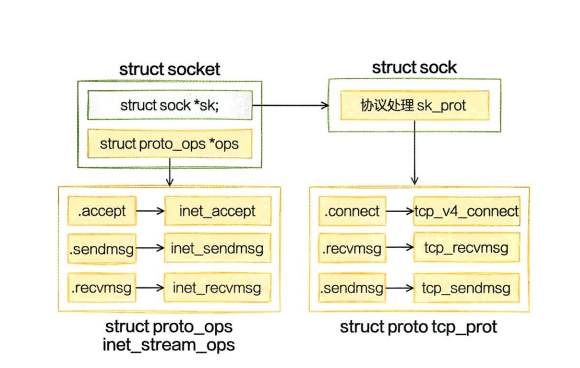 struct socket
struct sock *sk;
struct proto_ops *ops
struct sock
协议处理 sk_prot
.accept
inet_accept
.sendmsg
inet_sendmsg
.recvmsg
inet_recvmsg
struct proto_ops
inet_stream_ops
.connect
tcp_v4_connect
.recvmsg
tcp_recvmsg
.sendmsg
tcp_sendmsg
struct proto tcp_prot